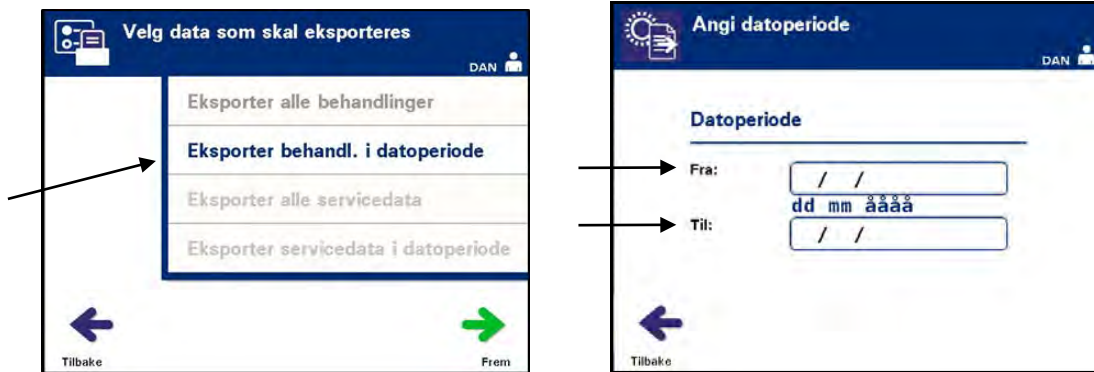 Velg data som skal eksporteres
DAN
Eksporter alle behandlinger
Eksporter behandl. i datoperiode
Eksporter alle servicedata
Eksporter servicedata i datoperiode
Tilbake
Frem
Angi datoperiode
DAN
Datoperiode
Fra:
/ /
dd mm åååå
Til:
/ /
Tilbake